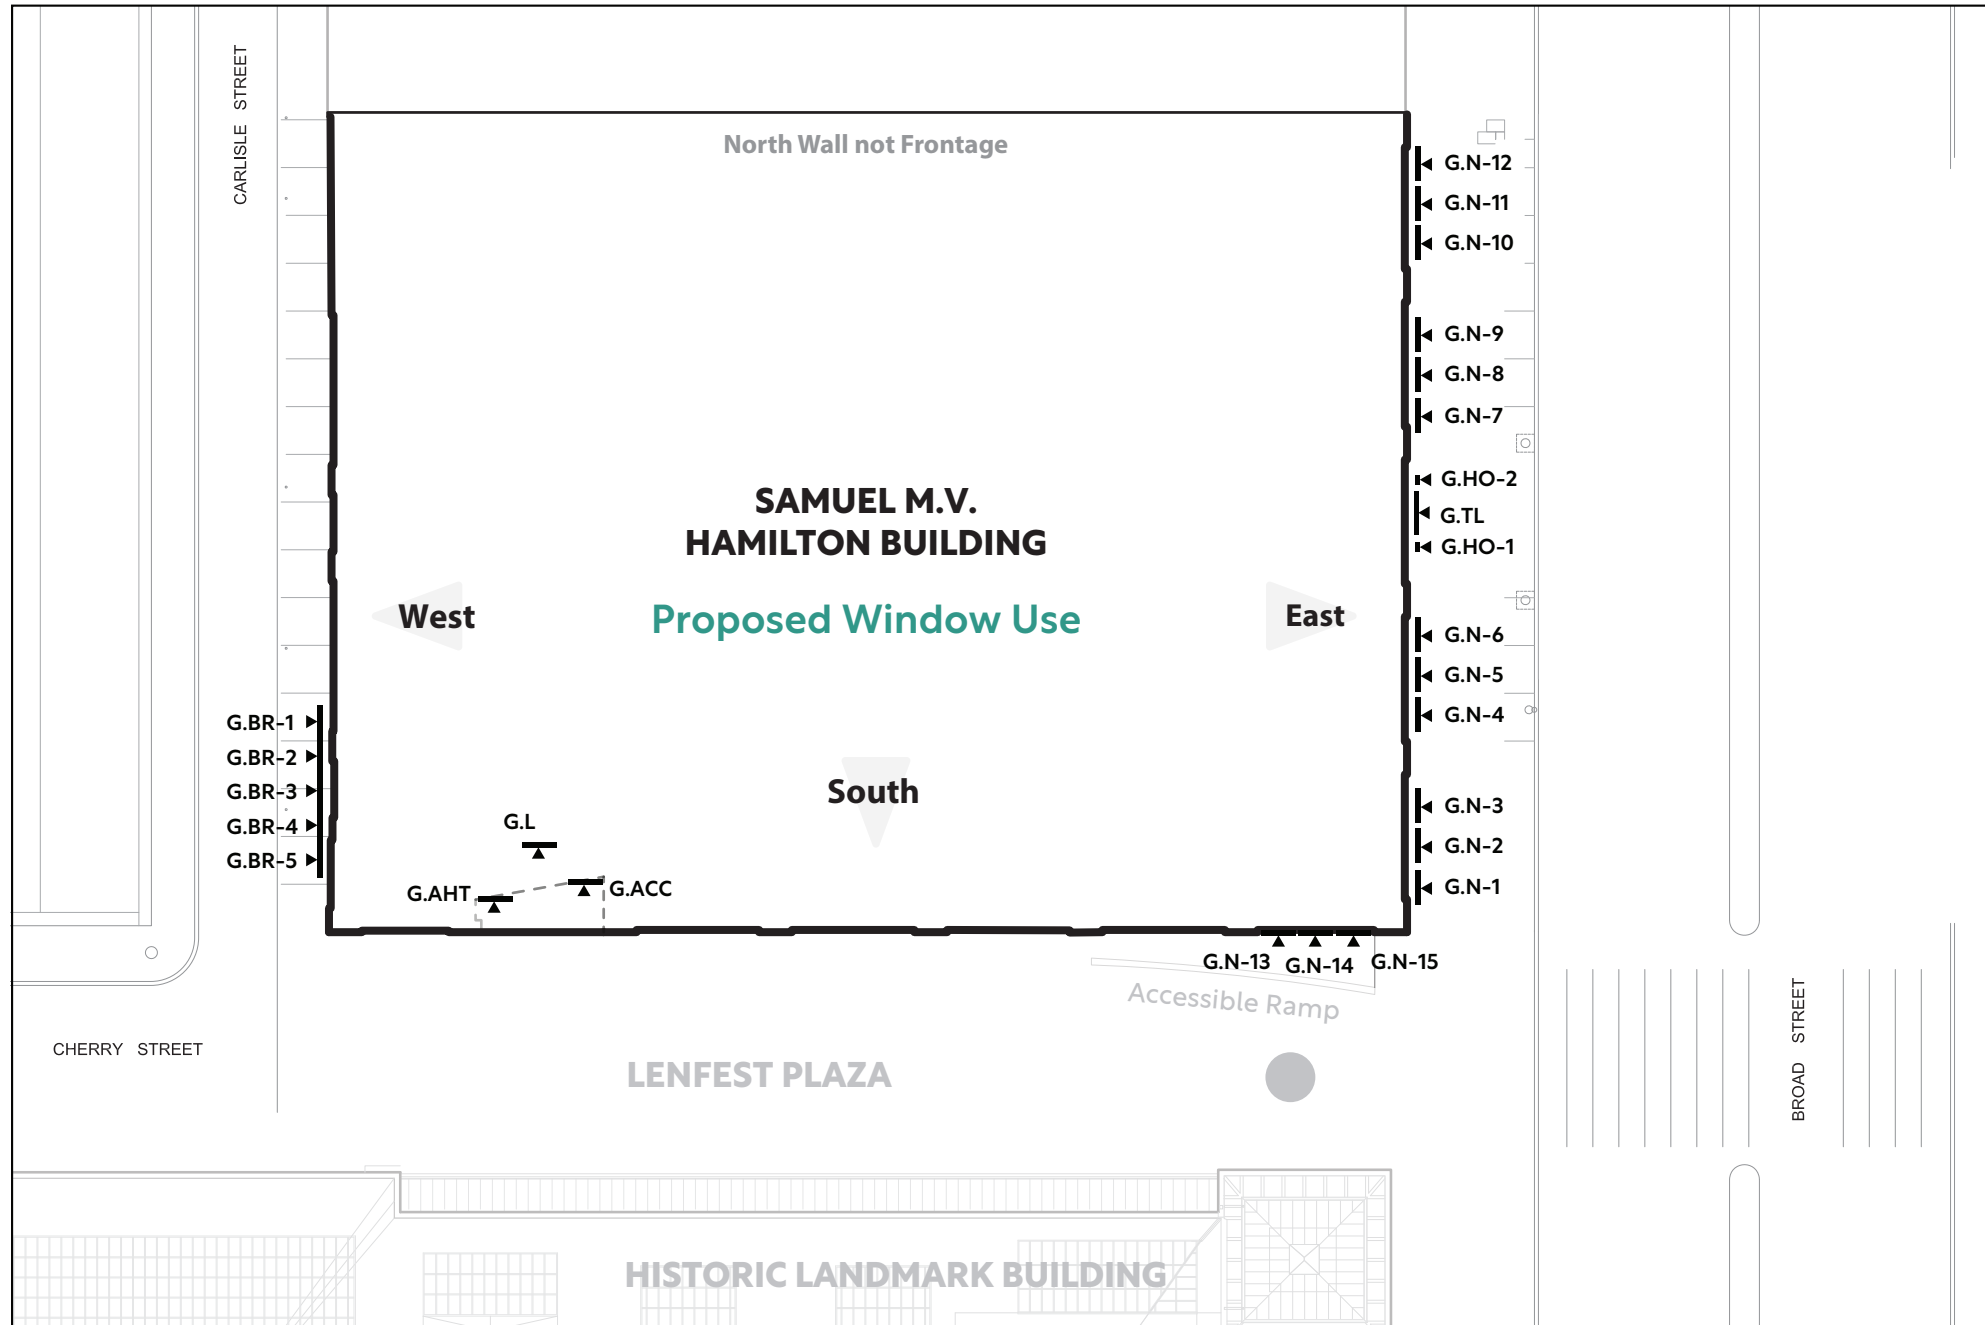 CARLISLE STREET
North Wall not Frontage
G.N-12
G.N-11
G.N-10
G.N-9
G.N-8
G.N-7
G.HO-2
G.TL
G.HO-1
SAMUEL M.V.
HAMILTON BUILDING
Proposed Window Use
West
East
South
G.N-6
G.N-5
G.N-4
G.N-3
G.N-2
G.N-1
G.BR-1
G.BR-2
G.BR-3
G.BR-4
G.BR-5
G.L
G.AHT
G.ACC
G.N-13
G.N-14
G.N-15
Accessible Ramp
CHERRY STREET
LENFEST PLAZA
BROAD STREET
HISTORIC LANDMARK BUILDING